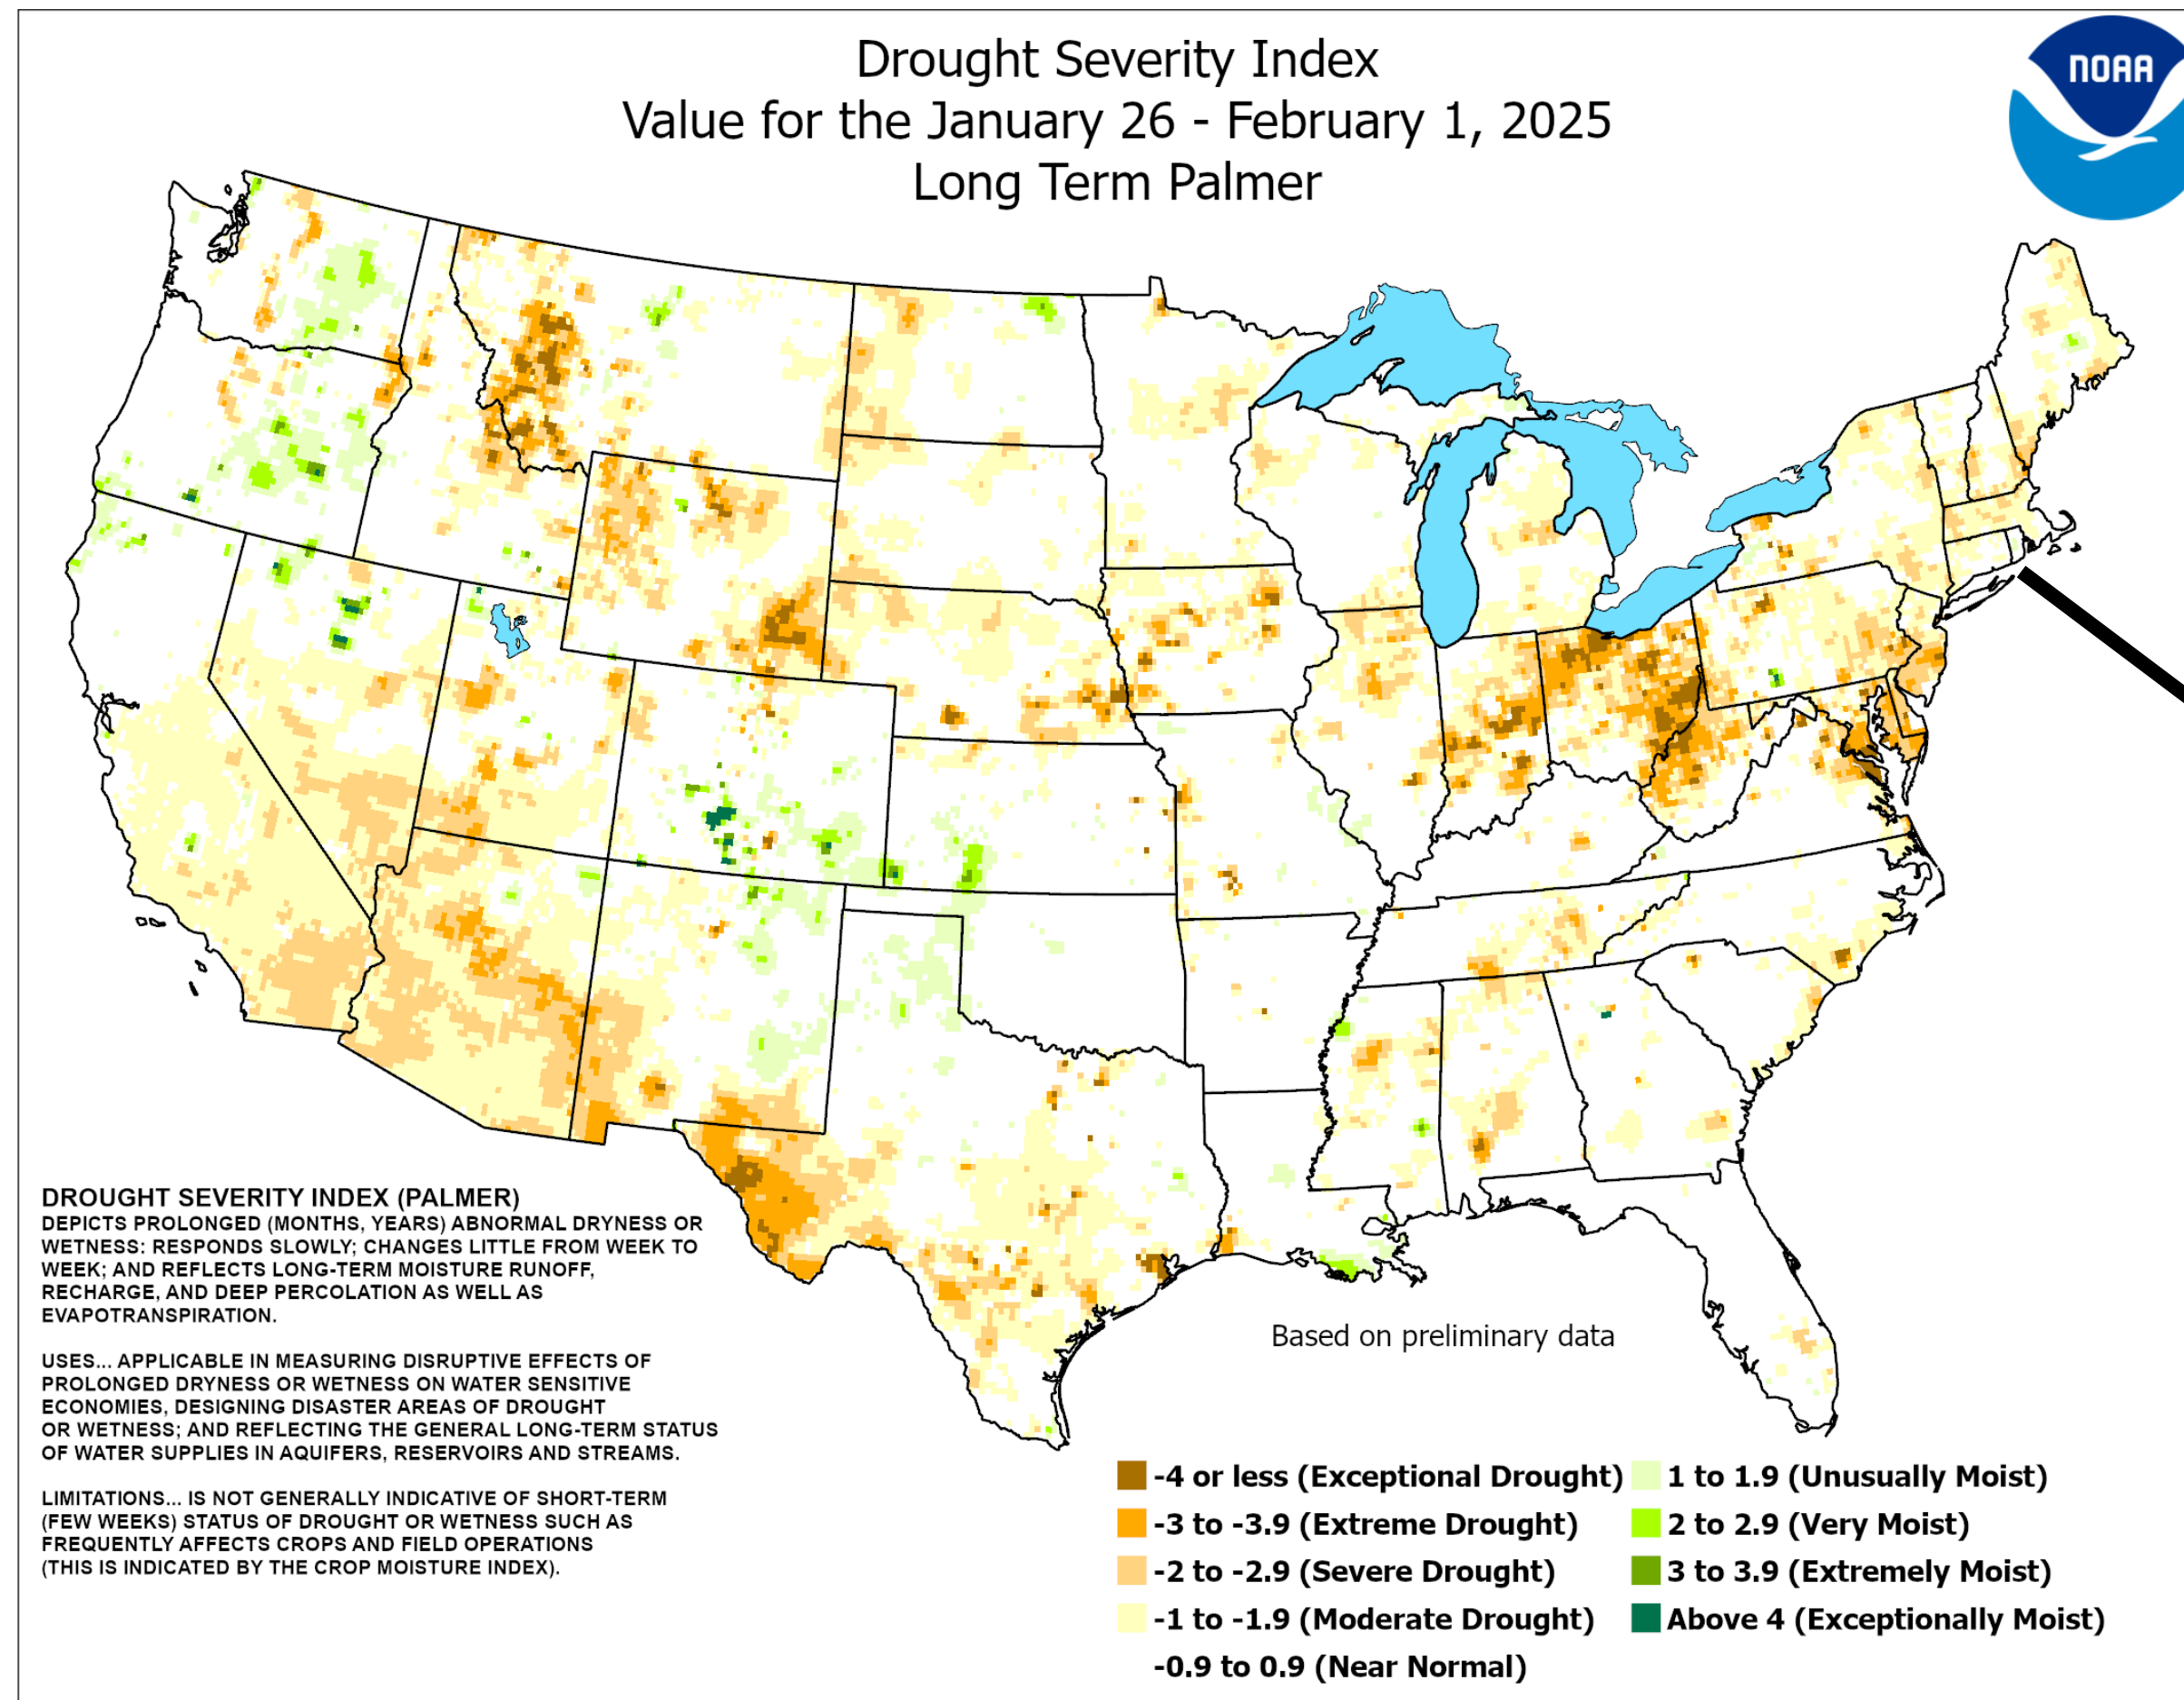 Drought Severity Index
Value for the January 26 - February 1, 2025
Long Term Palmer
NOAA
DROUGHT SEVERITY INDEX (PALMER)
DEPICTS PROLONGED (MONTHS, YEARS) ABNORMAL DRYNESS OR
WETNESS: RESPONDS SLOWLY; CHANGES LITTLE FROM WEEK TO
WEEK; AND REFLECTS LONG-TERM MOISTURE RUNOFF,
RECHARGE, AND DEEP PERCOLATION AS WELL AS
EVAPOTRANSPIRATION.
USES... APPLICABLE IN MEASURING DISRUPTIVE EFFECTS OF
PROLONGED DRYNESS OR WETNESS ON WATER SENSITIVE
ECONOMIES, DESIGNING DISASTER AREAS OF DROUGHT
OR WETNESS; AND REFLECTING THE GENERAL LONG-TERM STATUS
OF WATER SUPPLIES IN AQUIFERS, RESERVOIRS AND STREAMS.
LIMITATIONS... IS NOT GENERALLY INDICATIVE OF SHORT-TERM
(FEW WEEKS) STATUS OF DROUGHT OR WETNESS SUCH AS
FREQUENTLY AFFECTS CROPS AND FIELD OPERATIONS
(THIS IS INDICATED BY THE CROP MOISTURE INDEX).
Based on preliminary data
-4 or less (Exceptional Drought)
-3 to -3.9 (Extreme Drought)
-2 to -2.9 (Severe Drought)
-1 to -1.9 (Moderate Drought)
-0.9 to 0.9 (Near Normal)
1 to 1.9 (Unusually Moist)
2 to 2.9 (Very Moist)
3 to 3.9 (Extremely Moist)
Above 4 (Exceptionally Moist)